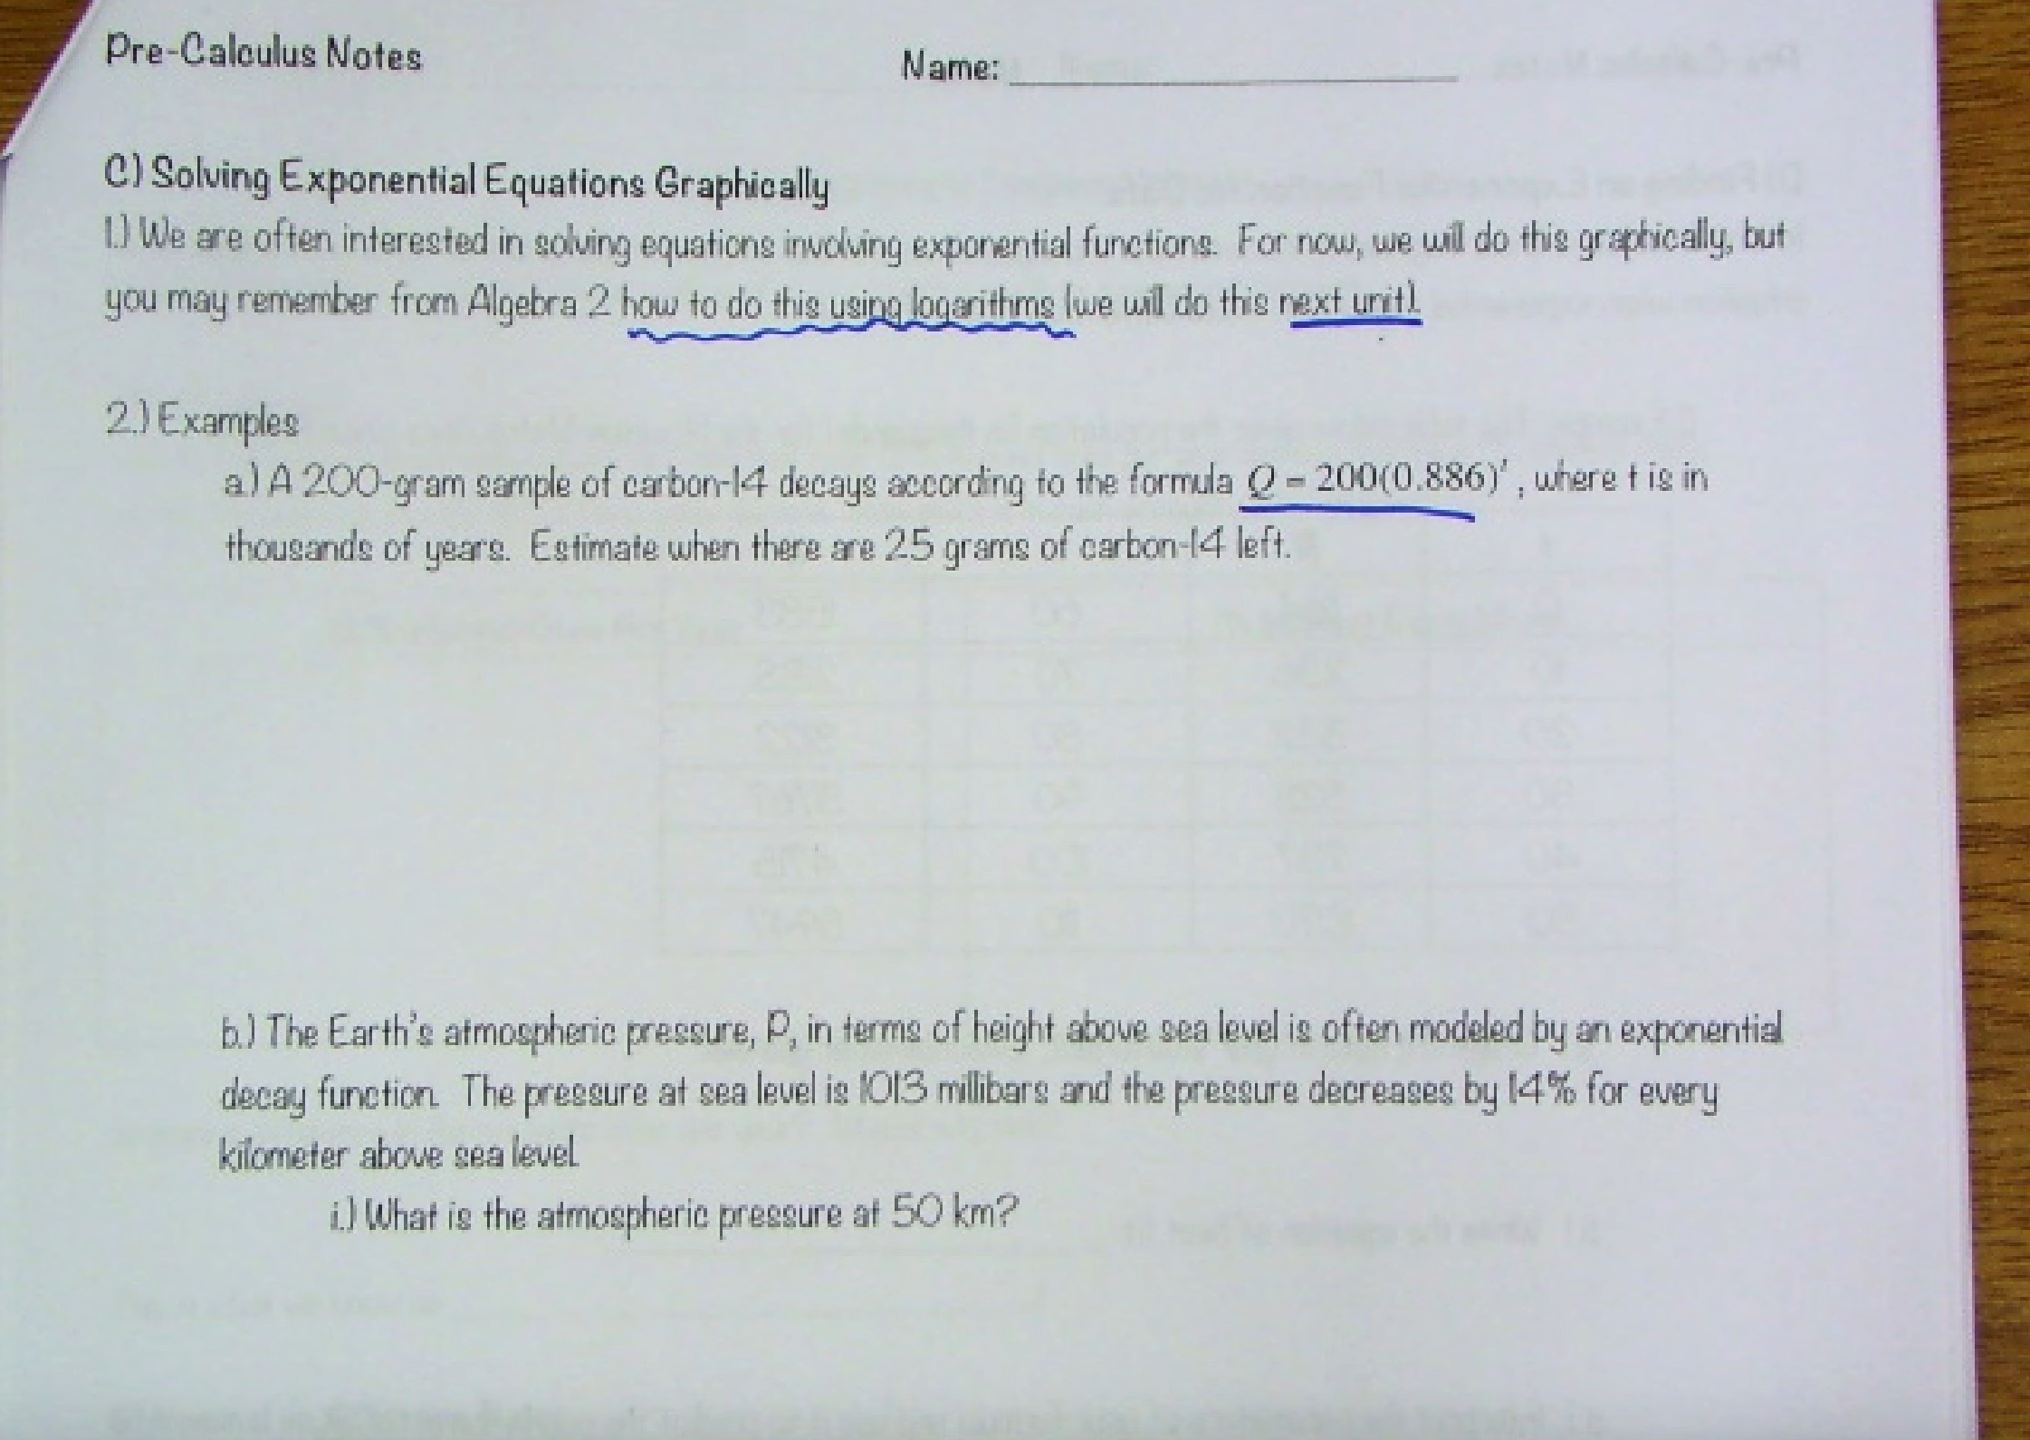 Pre-Calculus Notes
Name:
C) Solving Exponential Equations Graphically
1.) We are often interested in solving equations involving exponential functions. For now, we will do this graphically, but
you may remember from Algebra 2 how to do this using logarithms (we will do this next unit).
2.) Examples
a.) A 200-gram sample of carbon-14 decays according to the formula Q = 200(0.886)^t, where t is in
thousands of years. Estimate when there are 25 grams of carbon-14 left.
b.) The Earth's atmospheric pressure, P, in terms of height above sea level is often modeled by an exponential
decay function. The pressure at sea level is 1013 millibars and the pressure decreases by 14% for every
kilometer above sea level.
i.) What is the atmospheric pressure at 50 km?